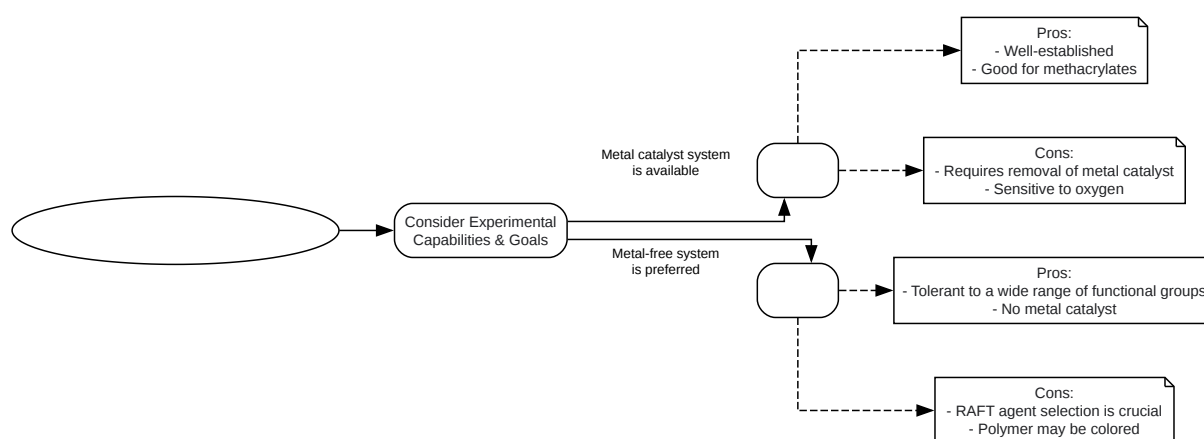 Pros:
- Well-established
- Good for methacrylates
Metal catalyst system
is available
Cons:
- Requires removal of metal catalyst
- Sensitive to oxygen
Consider Experimental
Capabilities & Goals
Metal-free system
is preferred
Pros:
- Tolerant to a wide range of functional groups
- No metal catalyst
Cons:
- RAFT agent selection is crucial
- Polymer may be colored